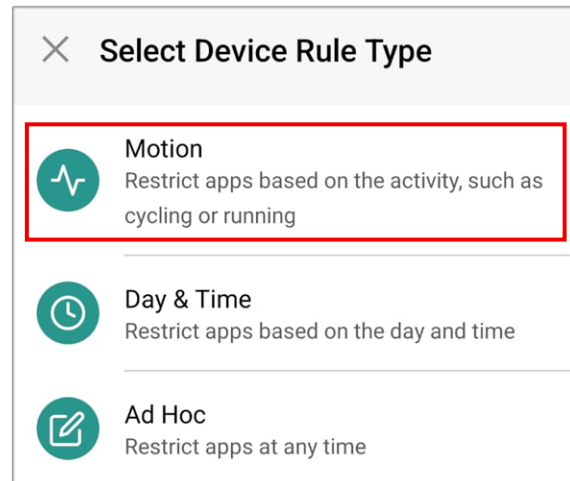 Select Device Rule Type
Motion
Restrict apps based on the activity, such as
cycling or running
Day & Time
Restrict apps based on the day and time
Ad Hoc
Restrict apps at any time